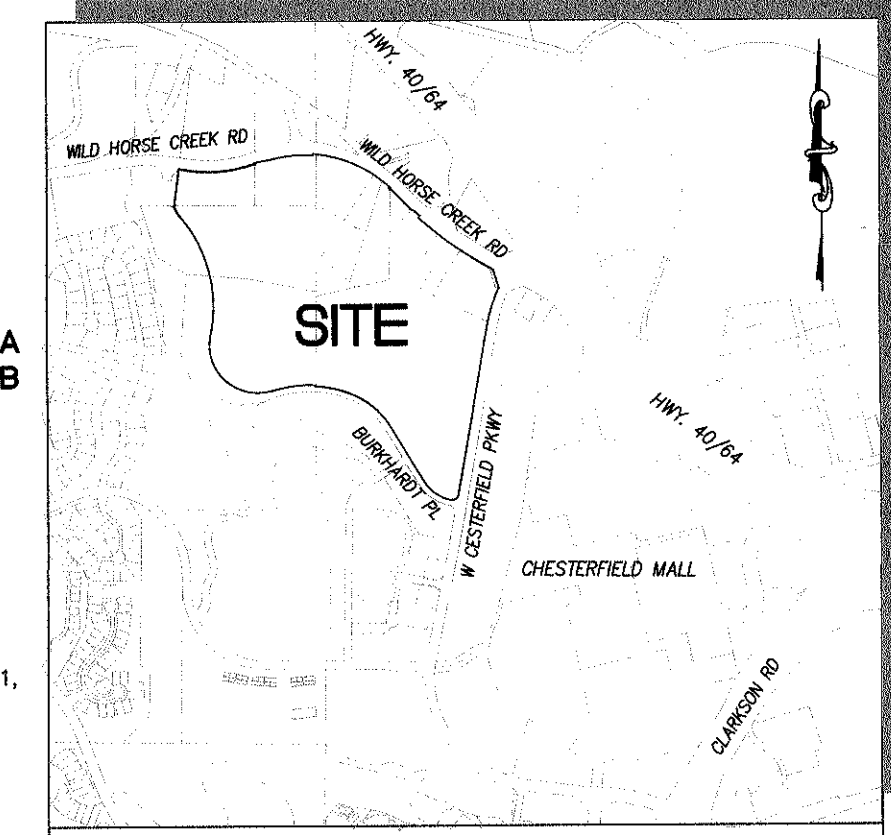 HWY. 40/64
WILD HORSE CREEK RD
WILD HORSE CREEK RD
SITE
A
B
HWY. 40/64
BURKHARDT PL
W CESTERFIELD PKWY
CHESTERFIELD MALL
1,
CLARKSON RD